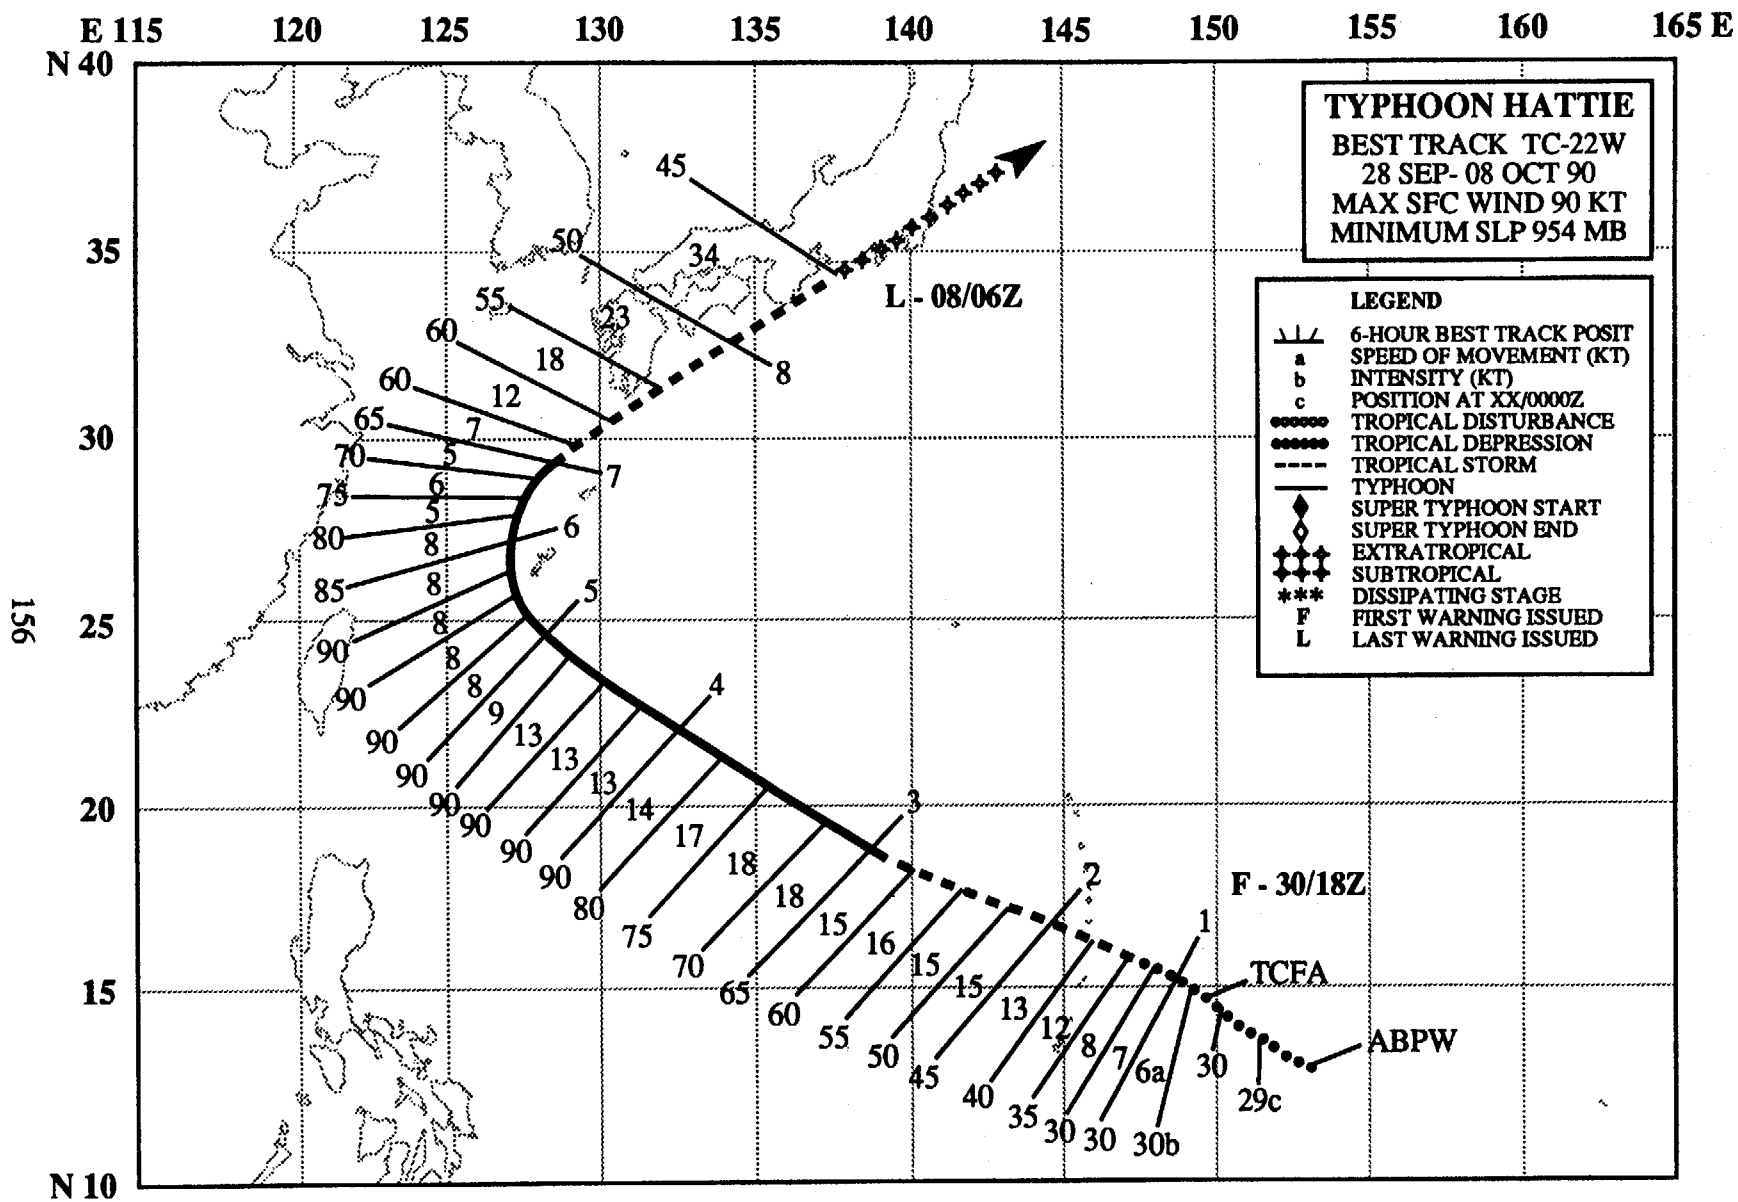 E 115 120 125 130 135 140 145 150 155 160 165 E
N 40
35
30
25
20
15
N 10
TYPHOON HATTIE
BEST TRACK TC-22W
28 SEP- 08 OCT 90
MAX SFC WIND 90 KT
MINIMUM SLP 954 MB
LEGEND
6-HOUR BEST TRACK POSIT
a SPEED OF MOVEMENT (KT)
b INTENSITY (KT)
c POSITION AT XX/0000Z
TROPICAL DISTURBANCE
TROPICAL DEPRESSION
TROPICAL STORM
TYPHOON
SUPER TYPHOON START
SUPER TYPHOON END
EXTRATROPICAL
SUBTROPICAL
*** DISSIPATING STAGE
F FIRST WARNING ISSUED
L LAST WARNING ISSUED
45
50
34
L - 08/06Z
55
23
60
18
8
60
12
65
7
70
5
7
75
6
5
80
6
8
85
8
5
90
8
90
8
90
8
90
9
90
13
90
13
90
13
4
90
14
80
17
75
18
70
18
3
65
15
60
16
55
15
50
15
2
45
13
40
12
35
8
30
7
30
6a
30b
1
F - 30/18Z
TCFA
30
29c
ABPW
156